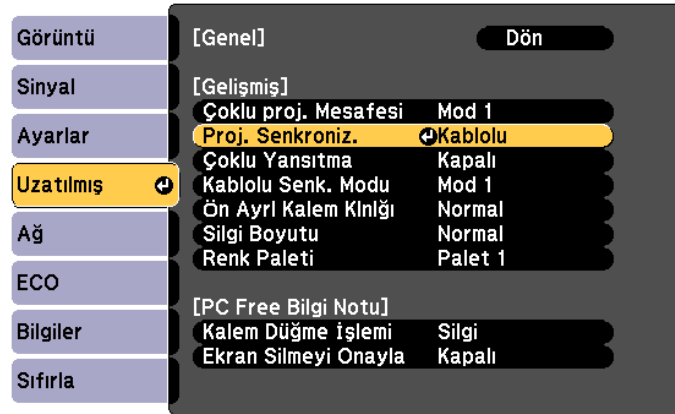 Görüntü
Sinyal
Ayarlar
Uzatılmış
Ağ
ECO
Bilgiler
Sıfırla
[Genel] Dön
[Gelişmiş]
Çoklu proj. Mesafesi Mod 1
Proj. Senkroniz. Kablolu
Çoklu Yansıtma Kapalı
Kablolu Senk. Modu Mod 1
Ön Ayrl Kalem Klnlğı Normal
Silgi Boyutu Normal
Renk Paleti Palet 1
[PC Free Bilgi Notu]
Kalem Düğme İşlemi Silgi
Ekran Silmeyi Onayla Kapalı